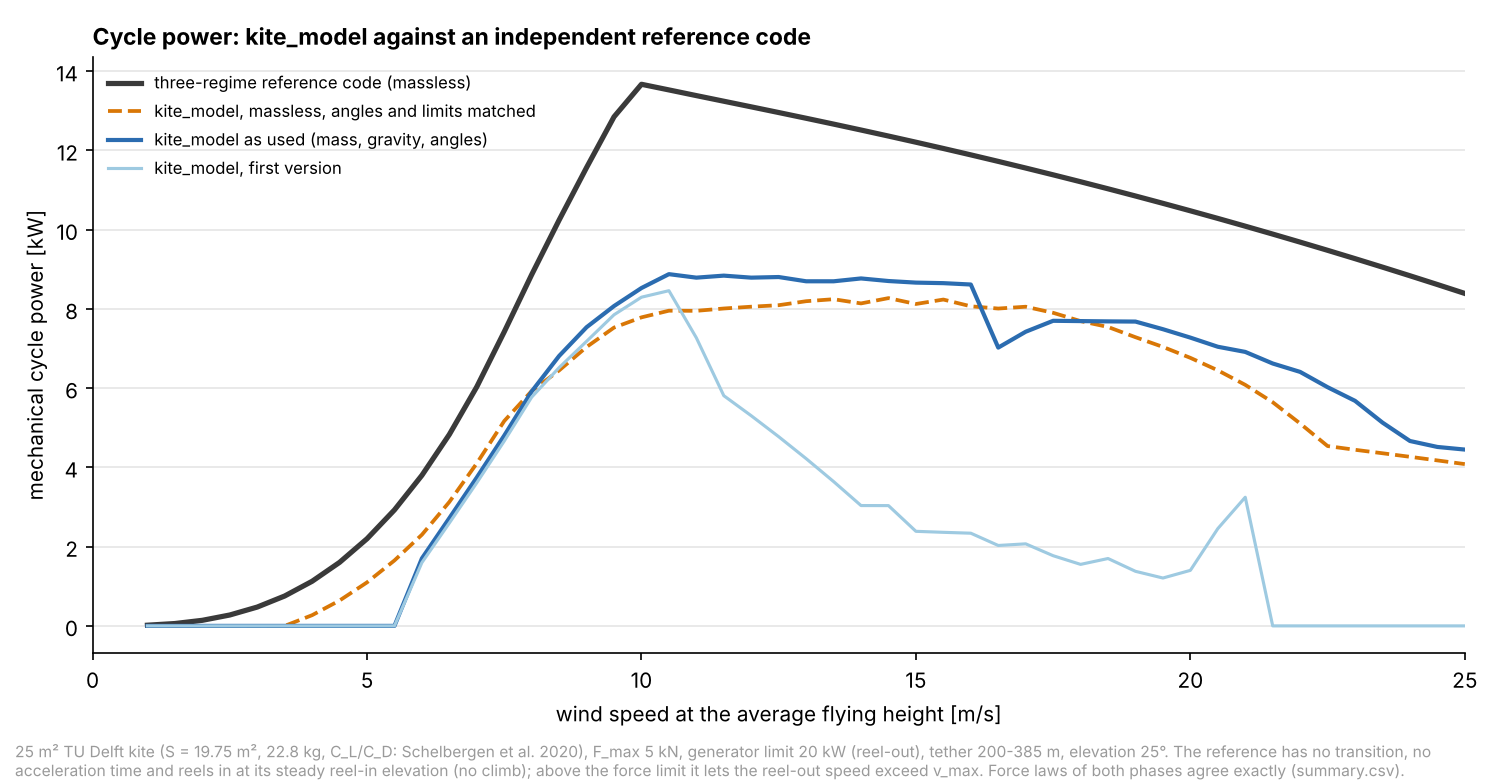 Cycle power: kite_model against an independent reference code
three-regime reference code (massless)
kite_model, massless, angles and limits matched
kite_model as used (mass, gravity, angles)
kite_model, first version
mechanical cycle power [kW]
14
12
10
8
6
4
2
0
0 5 10 15 20 25
wind speed at the average flying height [m/s]
25 m² TU Delft kite (S = 19.75 m², 22.8 kg, C_L/C_D: Schelbergen et al. 2020), F_max 5 kN, generator limit 20 kW (reel-out), tether 200-385 m, elevation 25°. The reference has no transition, no
acceleration time and reels in at its steady reel-in elevation (no climb); above the force limit it lets the reel-out speed exceed v_max. Force laws of both phases agree exactly (summary.csv).